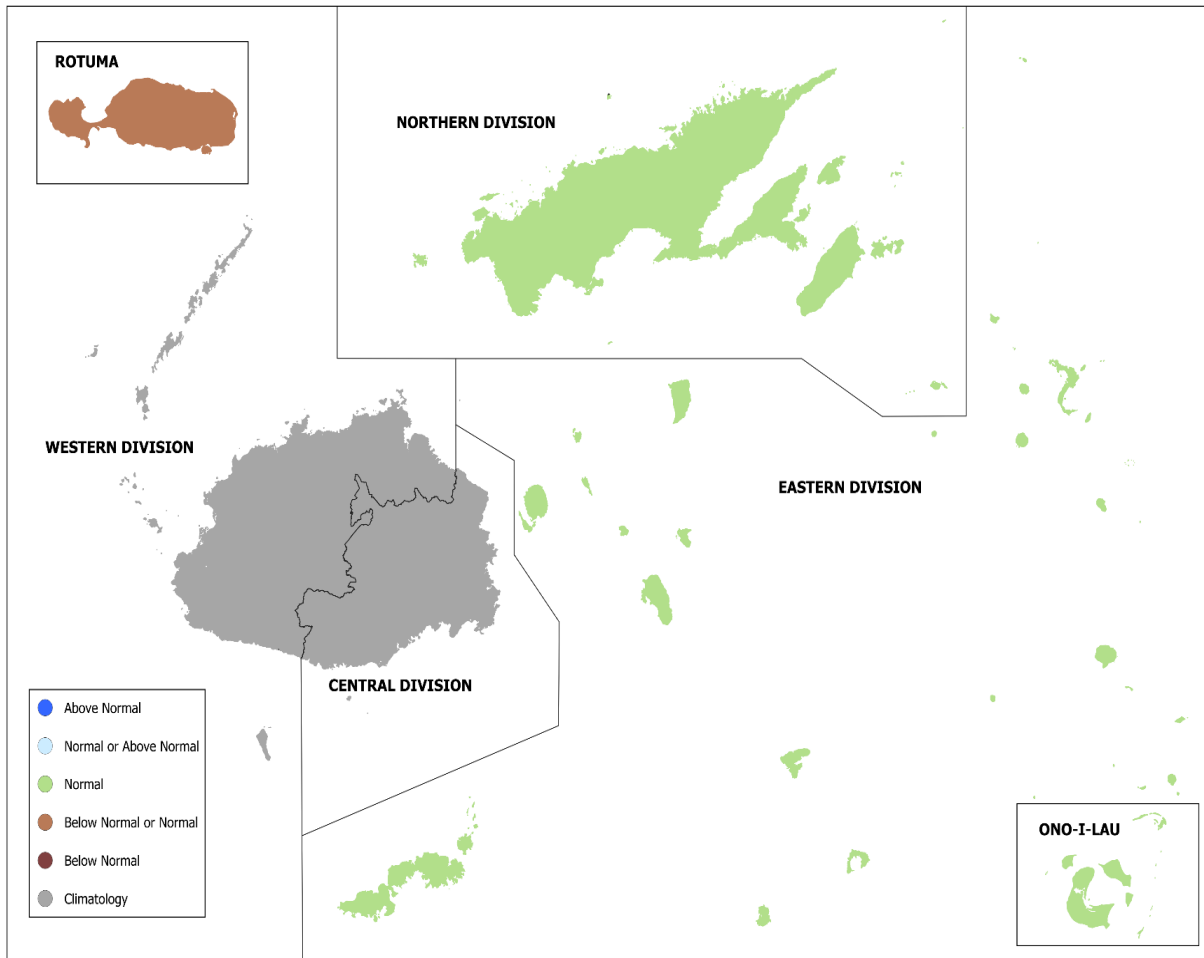 ROTUMA
NORTHERN DIVISION
WESTERN DIVISION
EASTERN DIVISION
CENTRAL DIVISION
Above Normal
Normal or Above Normal
Normal
Below Normal or Normal
Below Normal
Climatology
ONO-I-LAU